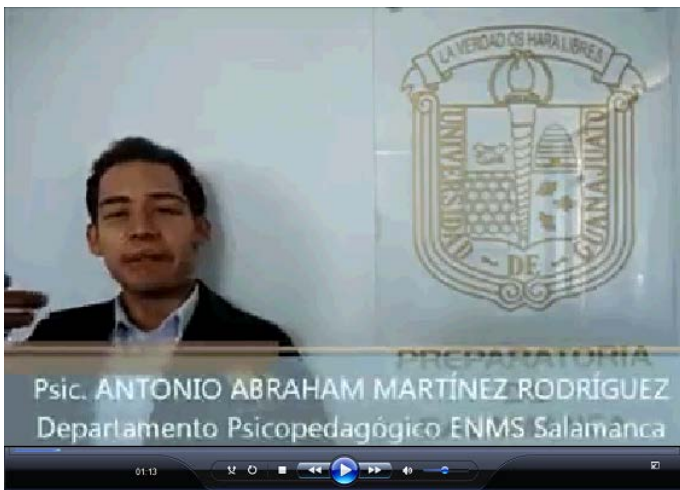 LA VERDAD OS HARA LIBRES
UNIVERSIDAD
DE
GUANAJUATO
PREPARATORIA
Psic. ANTONIO ABRAHAM MARTÍNEZ RODRÍGUEZ
Departamento Psicopedagógico ENMS Salamanca
01:13